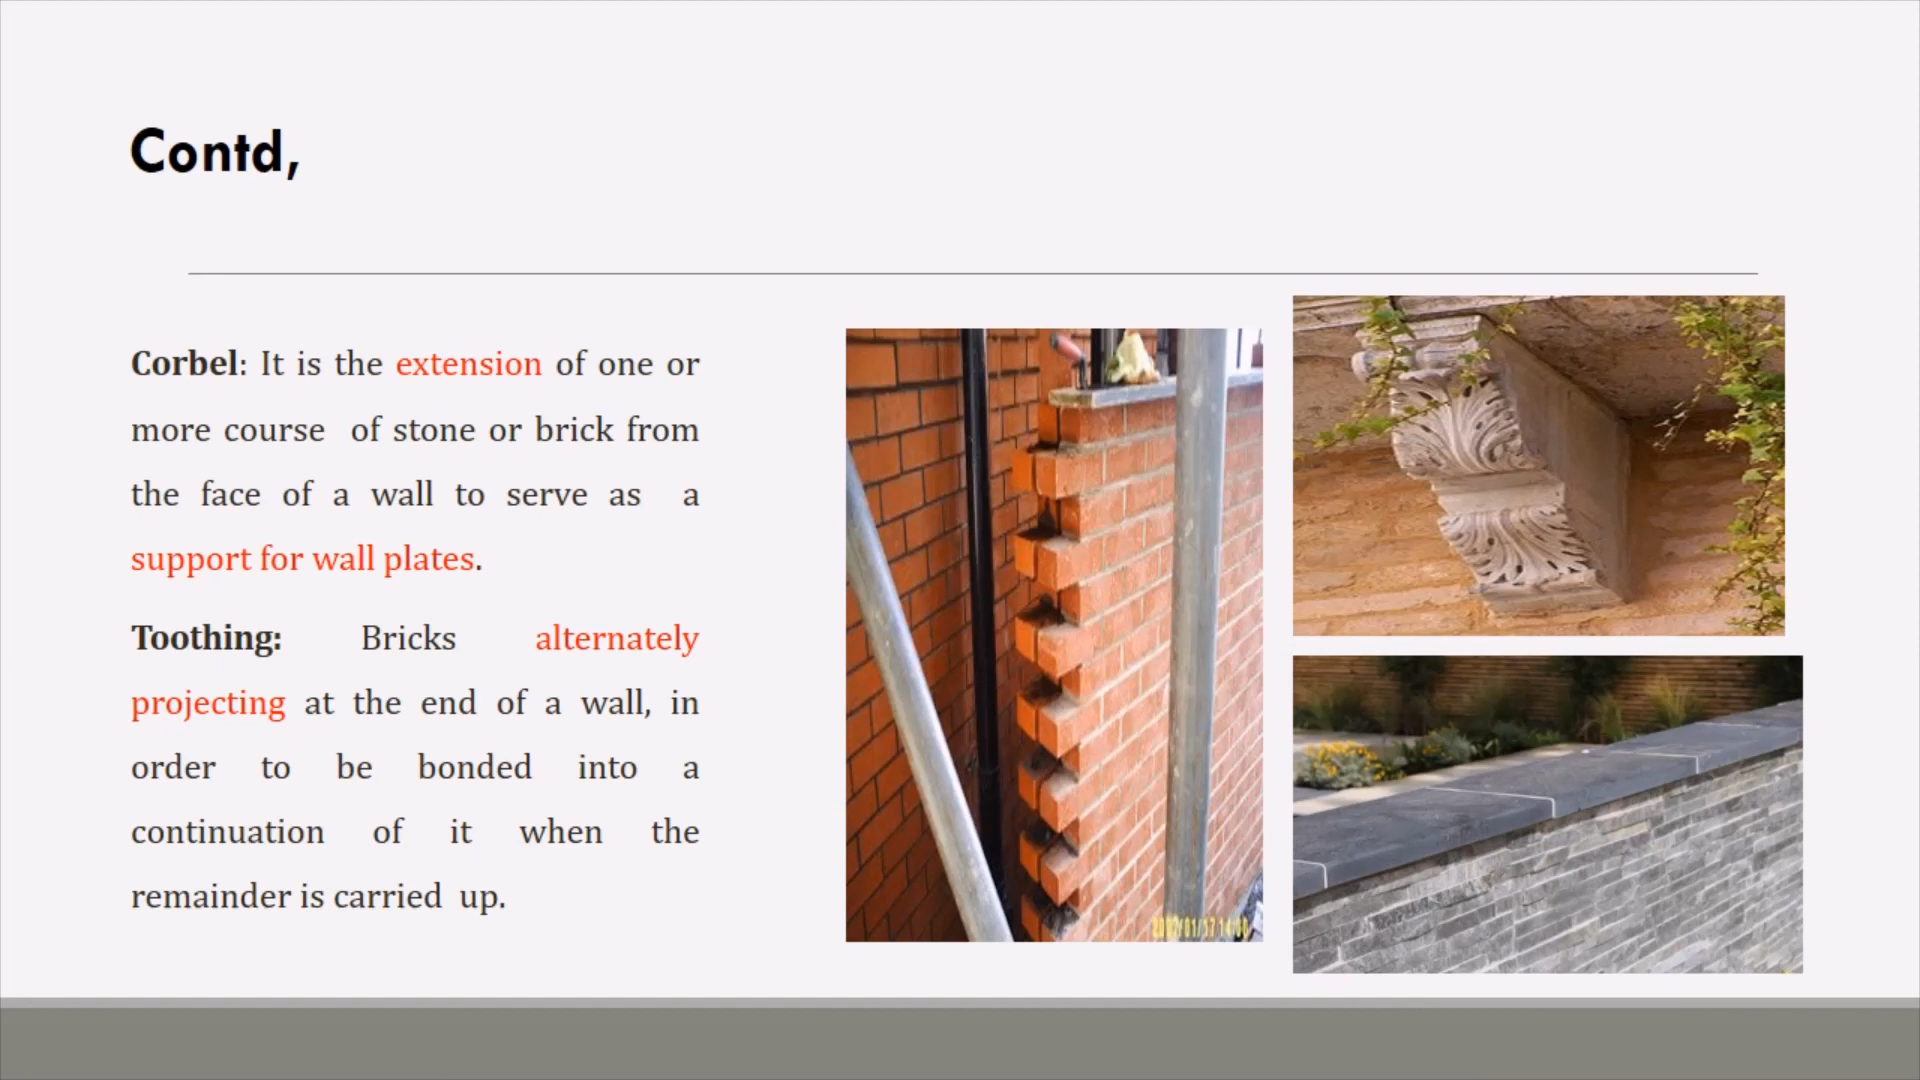 Contd,
Corbel: It is the extension of one or
more course of stone or brick from
the face of a wall to serve as a
support for wall plates.
Toothing: Bricks alternately
projecting at the end of a wall, in
order to be bonded into a
continuation of it when the
remainder is carried up.